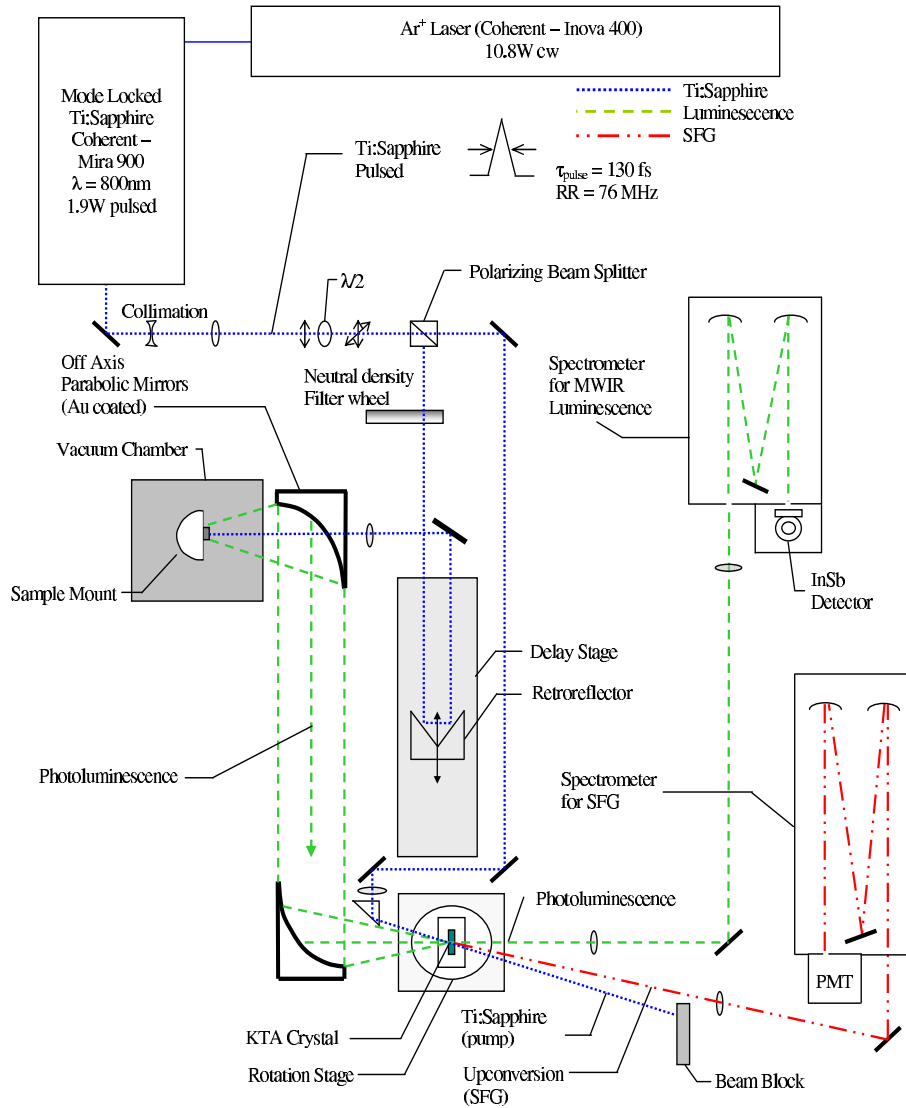 Ar+ Laser (Coherent – Inova 400)
10.8W cw
Mode Locked
Ti:Sapphire
Coherent –
Mira 900
λ = 800nm
1.9W pulsed
Ti:Sapphire
Luminesecence
SFG
Ti:Sapphire
Pulsed
τpulse = 130 fs
RR = 76 MHz
Polarizing Beam Splitter
λ/2
Collimation
Off Axis
Parabolic Mirrors
(Au coated)
Neutral density
Filter wheel
Spectrometer
for MWIR
Luminescence
Vacuum Chamber
Sample Mount
InSb
Detector
Delay Stage
Retroreflector
Photoluminescence
Spectrometer
for SFG
Photoluminescence
PMT
KTA Crystal
Ti:Sapphire
(pump)
Rotation Stage
Upconversion
(SFG)
Beam Block